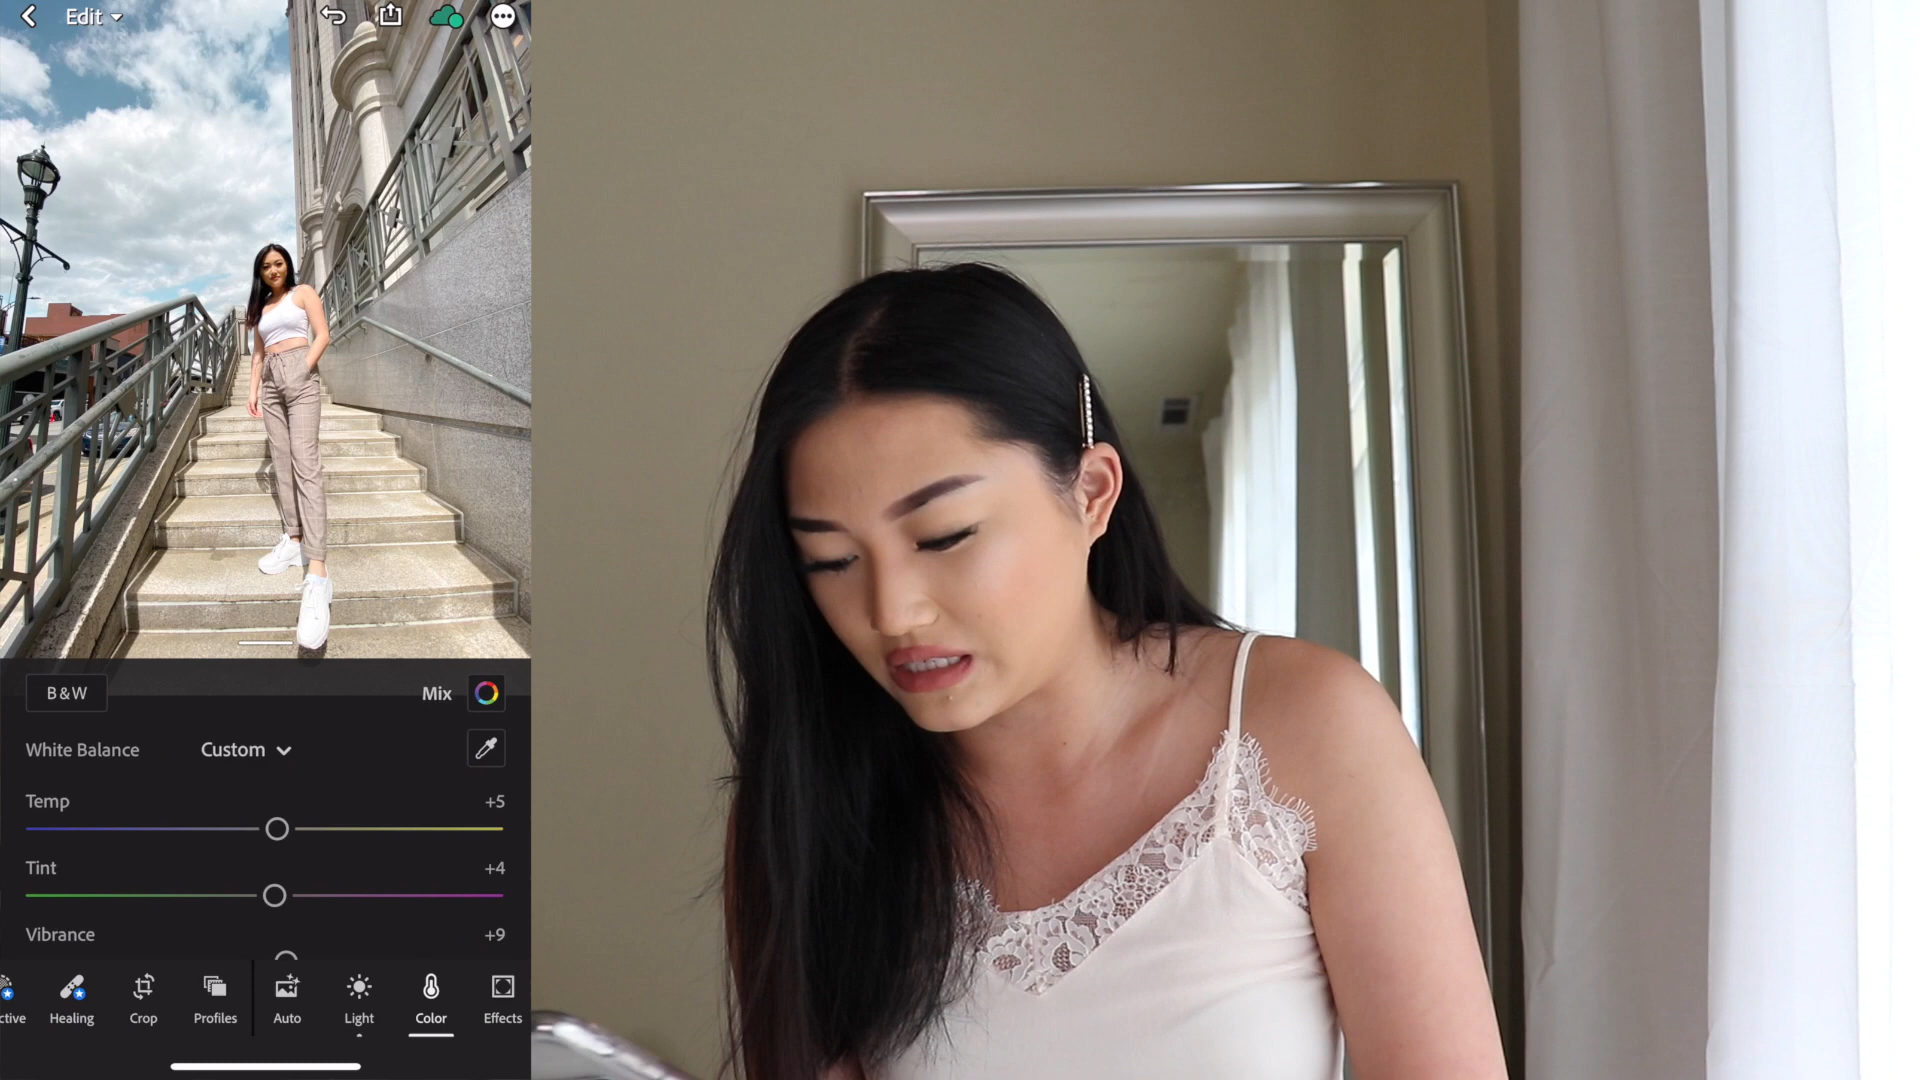 Edit
B&W
Mix
White Balance
Custom
Temp
+5
Tint
+4
Vibrance
+9
ctive
Healing
Crop
Profiles
Auto
Light
Color
Effects